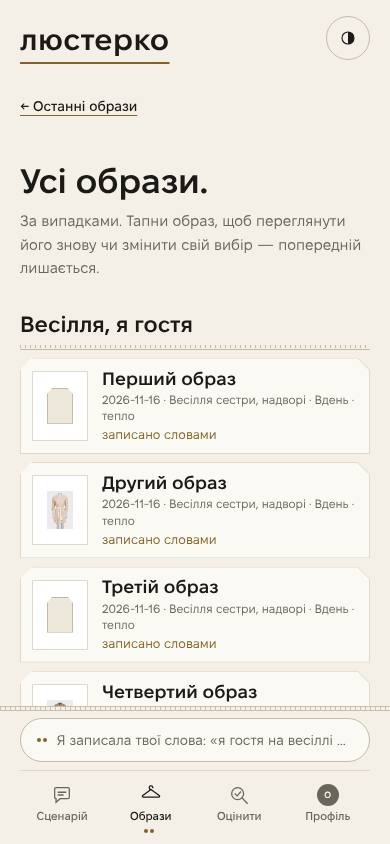 люстерко
← Останні образи
Усі образи.
За випадками. Тапни образ, щоб переглянути
його знову чи змінити свій вибір — попередній
лишається.
Весілля, я гостя
Перший образ
2026-11-16 · Весілля сестри, надворі · Вдень ·
тепло
записано словами
Другий образ
2026-11-16 · Весілля сестри, надворі · Вдень ·
тепло
записано словами
Третій образ
2026-11-16 · Весілля сестри, надворі · Вдень ·
тепло
записано словами
Четвертий образ
Я записала твої слова: «я гостя на весіллі ...
Сценарій
Образи
Оцінити
О
Профіль